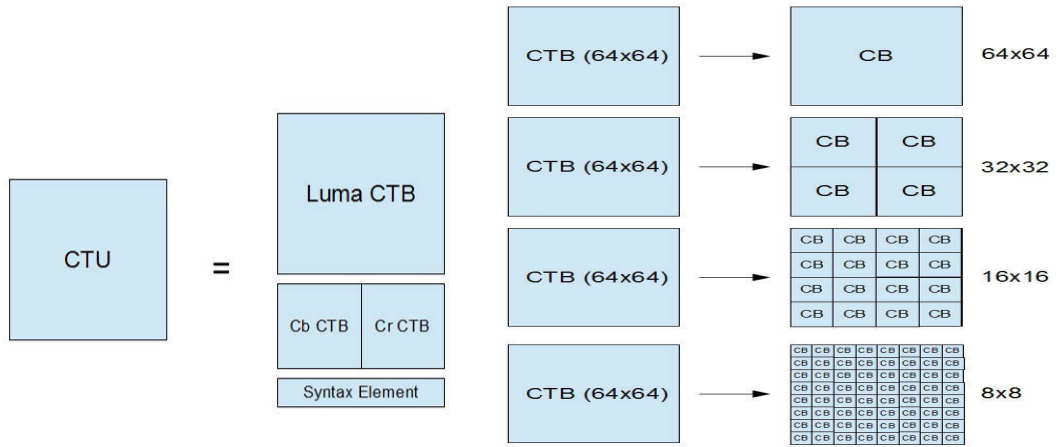 CTU
=
Luma CTB
Cb CTB Cr CTB
Syntax Element
CTB (64x64) CB 64x64
CTB (64x64) CB CB 32x32
CB CB
CTB (64x64) CB CB CB CB 16x16
CB CB CB CB
CB CB CB CB
CB CB CB CB
CTB (64x64) CB CB CB CB CB CB CB CB 8x8
CB CB CB CB CB CB CB CB
CB CB CB CB CB CB CB CB
CB CB CB CB CB CB CB CB
CB CB CB CB CB CB CB CB
CB CB CB CB CB CB CB CB
CB CB CB CB CB CB CB CB
CB CB CB CB CB CB CB CB